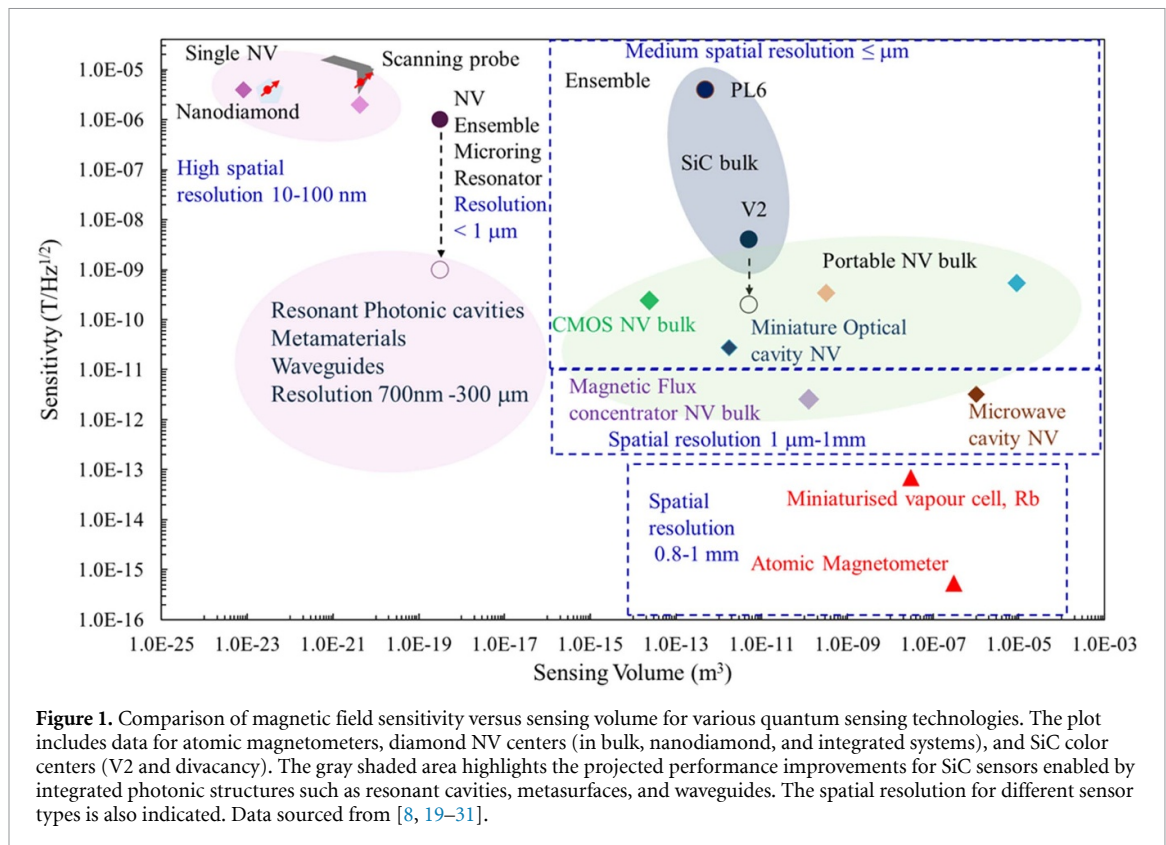 Medium spatial resolution ≤ μm
Single NV
Scanning probe
Ensemble
PL6
NV
Ensemble
Microring
Resonator
Resolution
< 1 μm
Nanodiamond
High spatial
resolution 10-100 nm
SiC bulk
V2
Portable NV bulk
Resonant Photonic cavities
Metamaterials
Waveguides
Resolution 700nm -300 μm
CMOS NV bulk
Miniature Optical
cavity NV
Magnetic Flux
concentrator NV bulk
Spatial resolution 1 μm-1mm
Microwave
cavity NV
Spatial
resolution
0.8-1 mm
Miniaturised vapour cell, Rb
Atomic Magnetometer
Sensitivty (T/Hz1/2)
1.0E-05
1.0E-06
1.0E-07
1.0E-08
1.0E-09
1.0E-10
1.0E-11
1.0E-12
1.0E-13
1.0E-14
1.0E-15
1.0E-16
1.0E-25 1.0E-23 1.0E-21 1.0E-19 1.0E-17 1.0E-15 1.0E-13 1.0E-11 1.0E-09 1.0E-07 1.0E-05 1.0E-03
Sensing Volume (m3)
Figure 1. Comparison of magnetic field sensitivity versus sensing volume for various quantum sensing technologies. The plot
includes data for atomic magnetometers, diamond NV centers (in bulk, nanodiamond, and integrated systems), and SiC color
centers (V2 and divacancy). The gray shaded area highlights the projected performance improvements for SiC sensors enabled by
integrated photonic structures such as resonant cavities, metasurfaces, and waveguides. The spatial resolution for different sensor
types is also indicated. Data sourced from [8, 19–31].